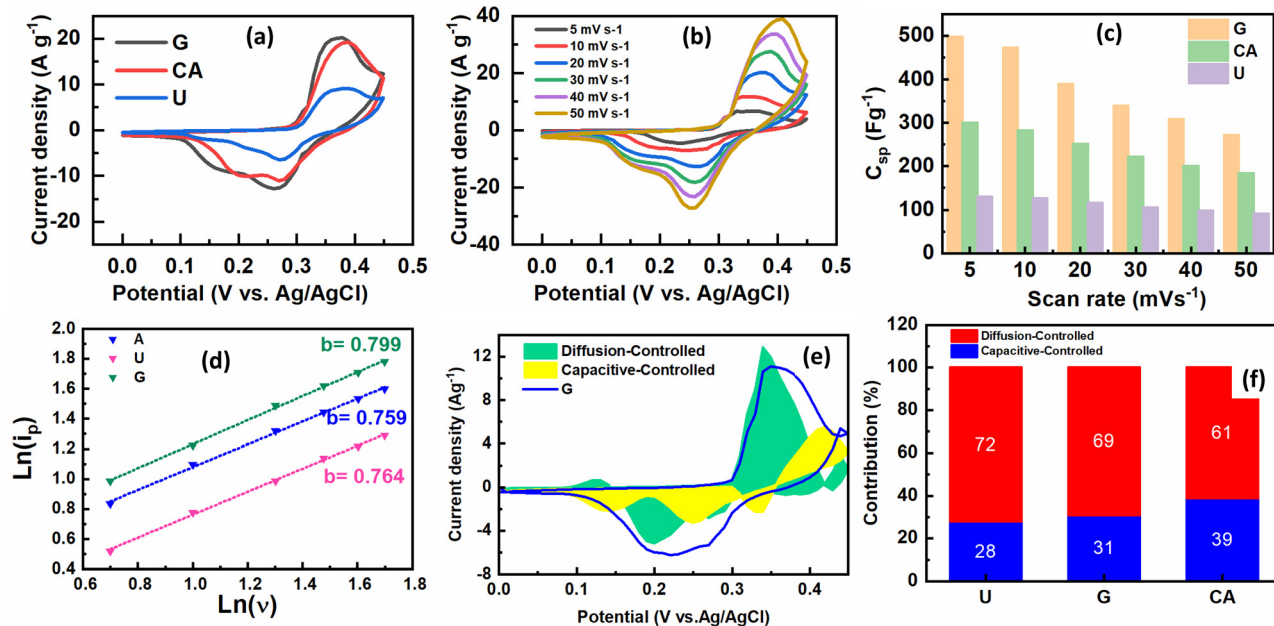 (a)
G
CA
U
20
10
0
-10
-20
0.0 0.1 0.2 0.3 0.4 0.5
Current density (A g⁻¹)
Potential (V vs. Ag/AgCl)
(b)
5 mV s-1
10 mV s-1
20 mV s-1
30 mV s-1
40 mV s-1
50 mV s-1
40
20
0
-20
-40
0.0 0.1 0.2 0.3 0.4 0.5
Current density (A g⁻¹)
Potential (V vs. Ag/AgCl)
(c)
G
CA
U
500
400
300
200
100
0
5 10 20 30 40 50
Csp (Fg⁻¹)
Scan rate (mVs⁻¹)
(d)
A
U
G
b= 0.799
b= 0.759
b= 0.764
2.0
1.8
1.6
1.4
1.2
1.0
0.8
0.6
0.4
0.6 0.8 1.0 1.2 1.4 1.6 1.8
Ln(ip)
Ln(ν)
(e)
Diffusion-Controlled
Capacitive-Controlled
G
12
8
4
0
-4
-8
0.0 0.1 0.2 0.3 0.4
Current density (Ag⁻¹)
Potential (V vs.Ag/AgCl)
(f)
Diffusion-Controlled
Capacitive-Controlled
120
100
80
60
40
20
0
72 69 61
28 31 39
U G CA
Contribution (%)